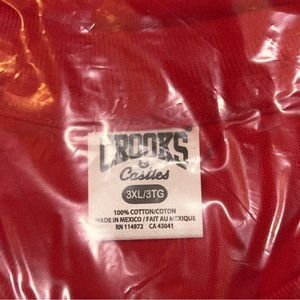 CROOKS
&
Castles
3XL/3TG
100% COTTON/COTON
MADE IN MEXICO / FAIT AU MEXIQUE
RN 114972 CA 43041